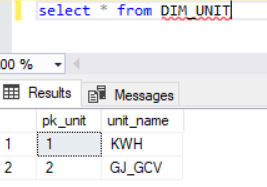 select * from DIM_UNIT
00 %
Results Messages
pk_unit unit_name
1 1 KWH
2 2 GJ_GCV